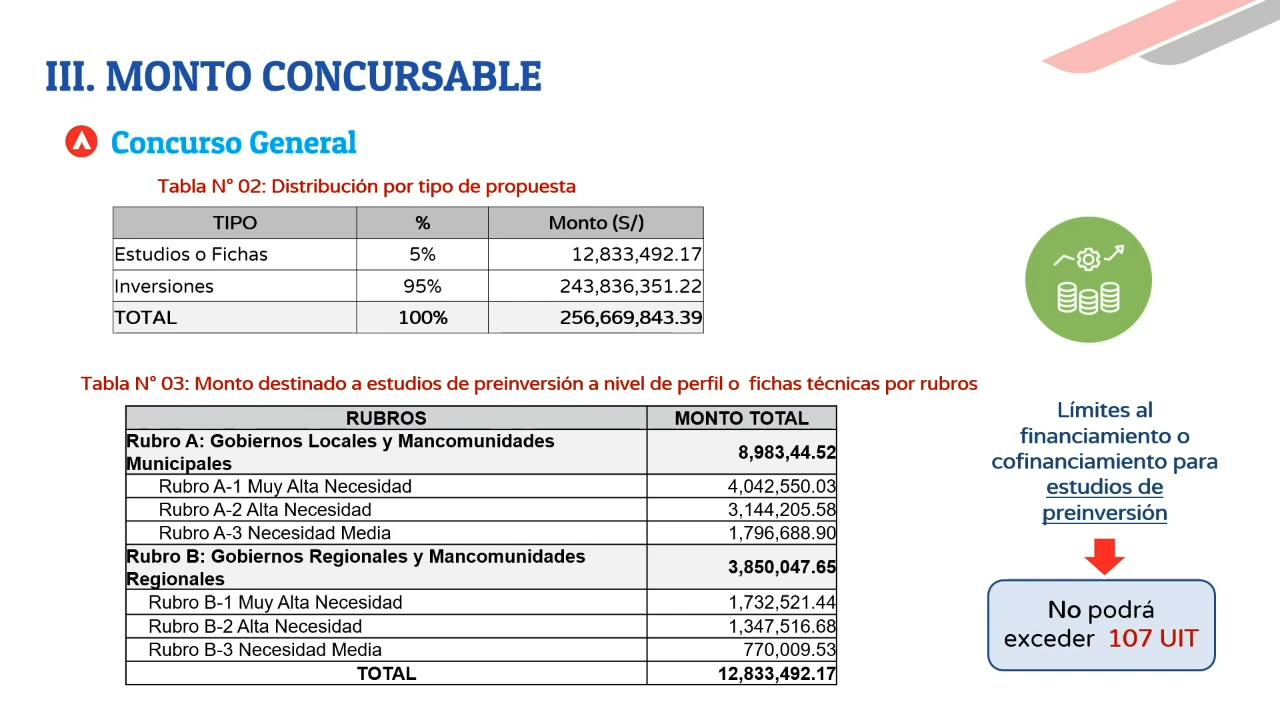 III. MONTO CONCURSABLE
Concurso General
Tabla N° 02: Distribución por tipo de propuesta
TIPO % Monto (S/)
Estudios o Fichas 5% 12,833,492.17
Inversiones 95% 243,836,351.22
TOTAL 100% 256,669,843.39
Tabla N° 03: Monto destinado a estudios de preinversión a nivel de perfil o fichas técnicas por rubros
RUBROS MONTO TOTAL
Rubro A: Gobiernos Locales y Mancomunidades
Municipales 8,983,44.52
Rubro A-1 Muy Alta Necesidad 4,042,550.03
Rubro A-2 Alta Necesidad 3,144,205.58
Rubro A-3 Necesidad Media 1,796,688.90
Rubro B: Gobiernos Regionales y Mancomunidades
Regionales 3,850,047.65
Rubro B-1 Muy Alta Necesidad 1,732,521.44
Rubro B-2 Alta Necesidad 1,347,516.68
Rubro B-3 Necesidad Media 770,009.53
TOTAL 12,833,492.17
Límites al
financiamiento o
cofinanciamiento para
estudios de
preinversión
No podrá
exceder 107 UIT